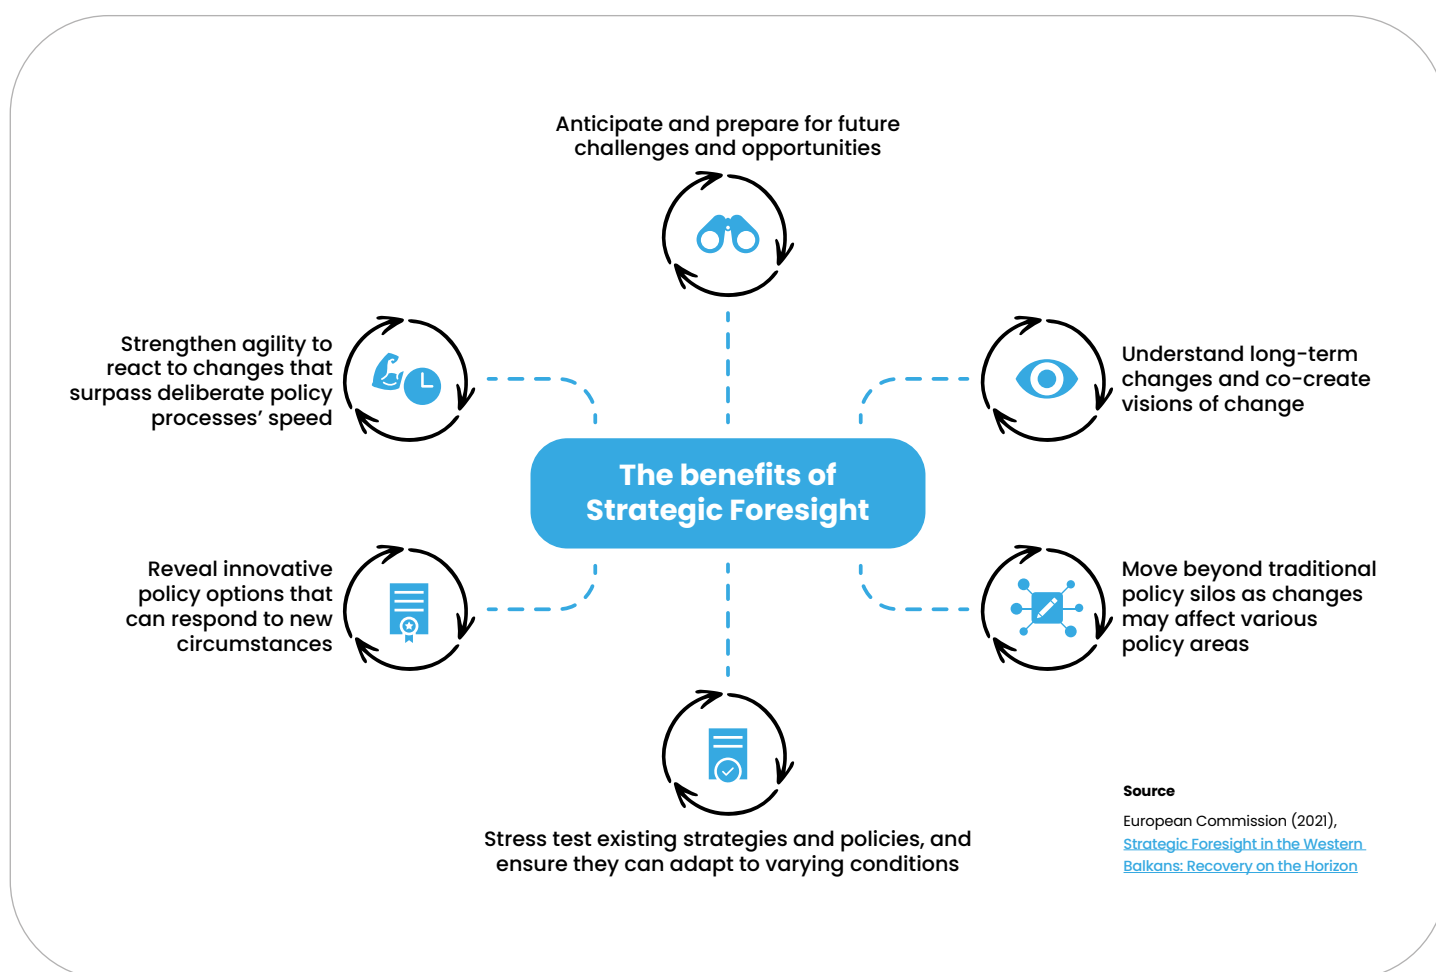 Anticipate and prepare for future
challenges and opportunities
Strengthen agility to
react to changes that
surpass deliberate policy
processes’ speed
Understand long-term
changes and co-create
visions of change
The benefits of
Strategic Foresight
Reveal innovative
policy options that
can respond to new
circumstances
Move beyond traditional
policy silos as changes
may affect various
policy areas
Stress test existing strategies and policies, and
ensure they can adapt to varying conditions
Source
European Commission (2021),
Strategic Foresight in the Western
Balkans: Recovery on the Horizon